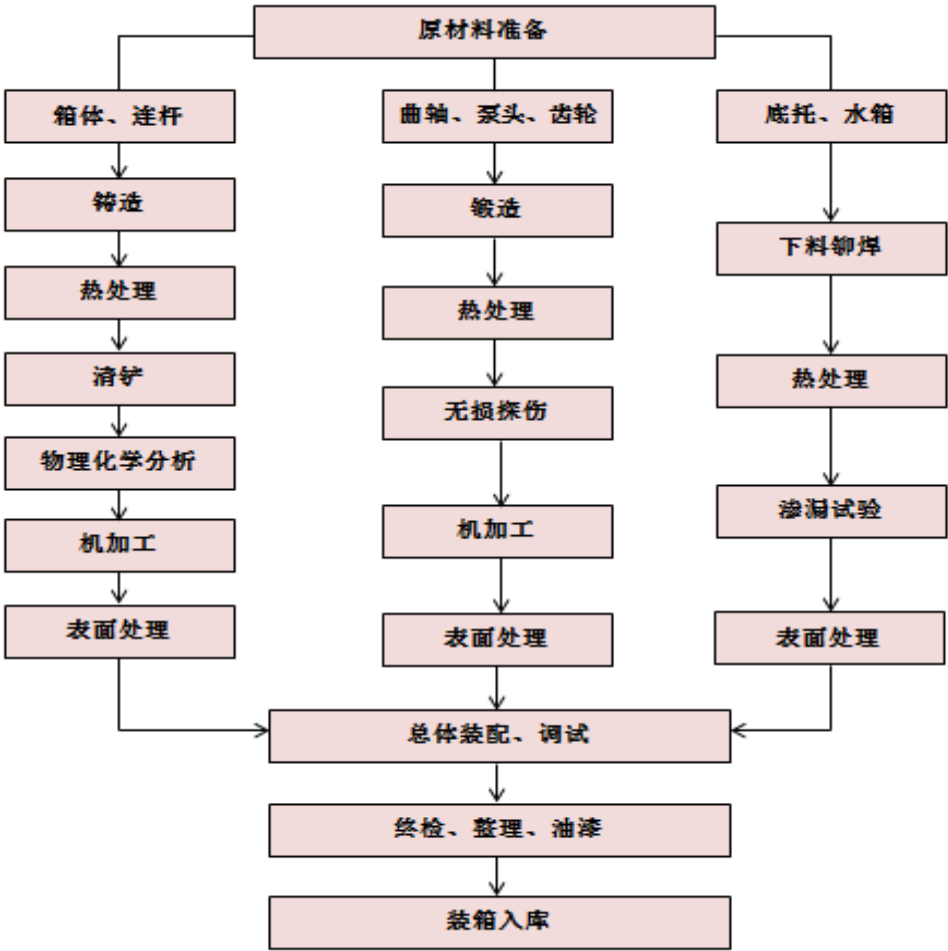 原材料准备
箱体、连杆
铸造
热处理
清铲
物理化学分析
机加工
表面处理
曲轴、泵头、齿轮
锻造
热处理
无损探伤
机加工
表面处理
底托、水箱
下料铆焊
热处理
渗漏试验
表面处理
总体装配、调试
终检、整理、油漆
装箱入库